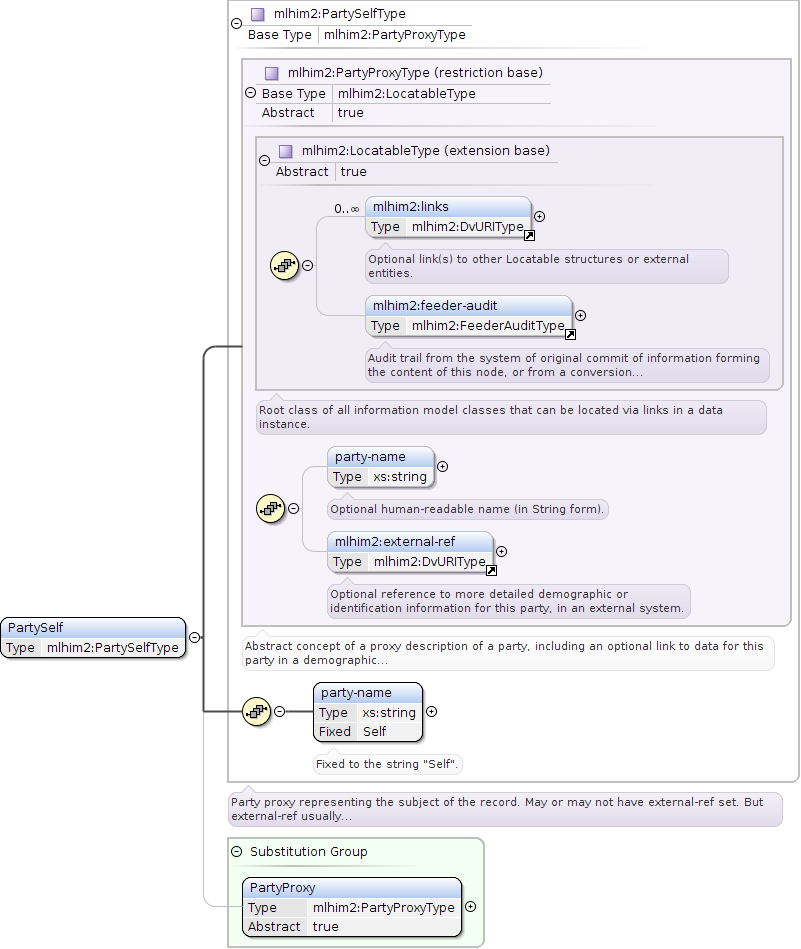 mlhim2:PartySelfType
Base Type mlhim2:PartyProxyType
mlhim2:PartyProxyType (restriction base)
Base Type mlhim2:LocatableType
Abstract true
mlhim2:LocatableType (extension base)
Abstract true
0..∞
mlhim2:links
Type mlhim2:DvURIType
Optional link(s) to other Locatable structures or external
entities.
mlhim2:feeder-audit
Type mlhim2:FeederAuditType
Audit trail from the system of original commit of information forming
the content of this node, or from a conversion...
Root class of all information model classes that can be located via links in a data
instance.
party-name
Type xs:string
Optional human-readable name (in String form).
mlhim2:external-ref
Type mlhim2:DvURIType
Optional reference to more detailed demographic or
identification information for this party, in an external system.
PartySelf
Type mlhim2:PartySelfType
Abstract concept of a proxy description of a party, including an optional link to data for this
party in a demographic...
party-name
Type xs:string
Fixed Self
Fixed to the string "Self".
Party proxy representing the subject of the record. May or may not have external-ref set. But
external-ref usually...
Substitution Group
PartyProxy
Type mlhim2:PartyProxyType
Abstract true